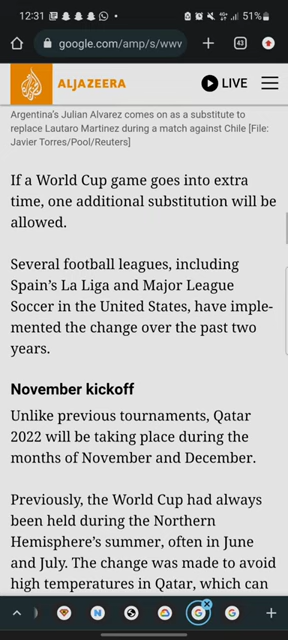 12:31
51%
google.com/amp/s/wwv
43
ALJAZEERA
LIVE
Argentina's Julian Alvarez comes on as a substitute to
replace Lautaro Martinez during a match against Chile [File:
Javier Torres/Pool/Reuters]
If a World Cup game goes into extra
time, one additional substitution will be
allowed.
Several football leagues, including
Spain's La Liga and Major League
Soccer in the United States, have imple-
mented the change over the past two
years.
November kickoff
Unlike previous tournaments, Qatar
2022 will be taking place during the
months of November and December.
Previously, the World Cup had always
been held during the Northern
Hemisphere's summer, often in June
and July. The change was made to avoid
high temperatures in Qatar, which can